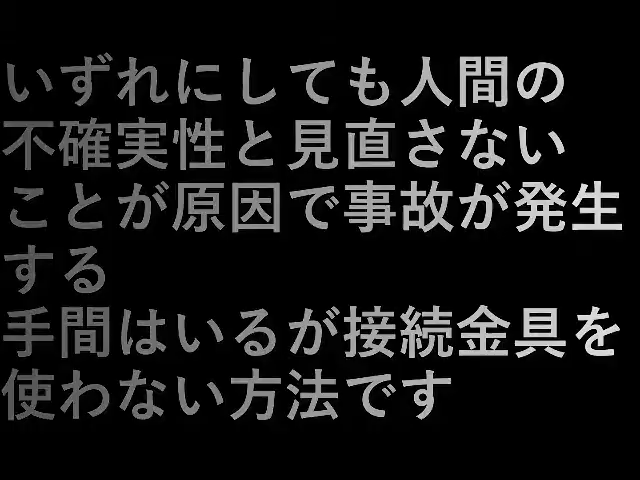 いずれにしても人間の
不確実性と見直さない
ことが原因で事故が発生
する
手間はいるが接続金具を
使わない方法です